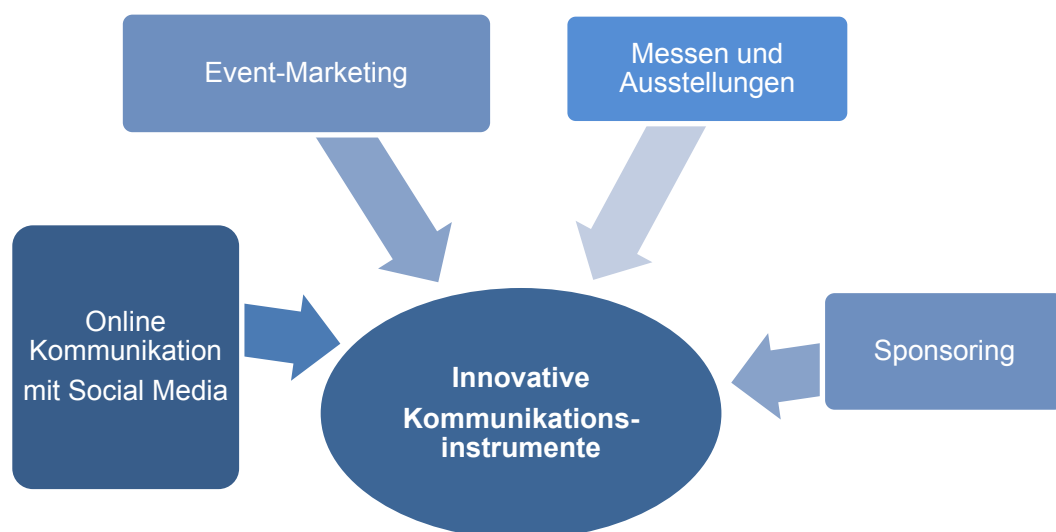 Event-Marketing
Messen und
Ausstellungen
Online
Kommunikation
mit Social Media
Sponsoring
Innovative
Kommunikations-
instrumente